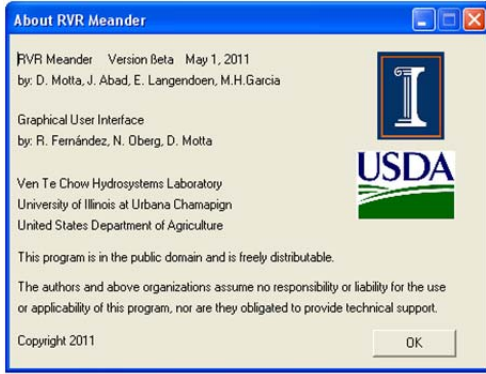 About RVR Meander
RVR Meander Version ßeta May 1, 2011
by: D. Motta, J. Abad, E. Langendoen, M.H.Garcia
Graphical User Interface
by: R. Fernández, N. Oberg, D. Motta
USDA
Ven Te Chow Hydrosystems Laboratory
University of Illinois at Urbana Chamapign
United States Department of Agriculture
This program is in the public domain and is freely distributable.
The authors and above organizations assume no responsibility or liability for the use
or applicability of this program, nor are they obligated to provide technical support.
Copyright 2011
OK